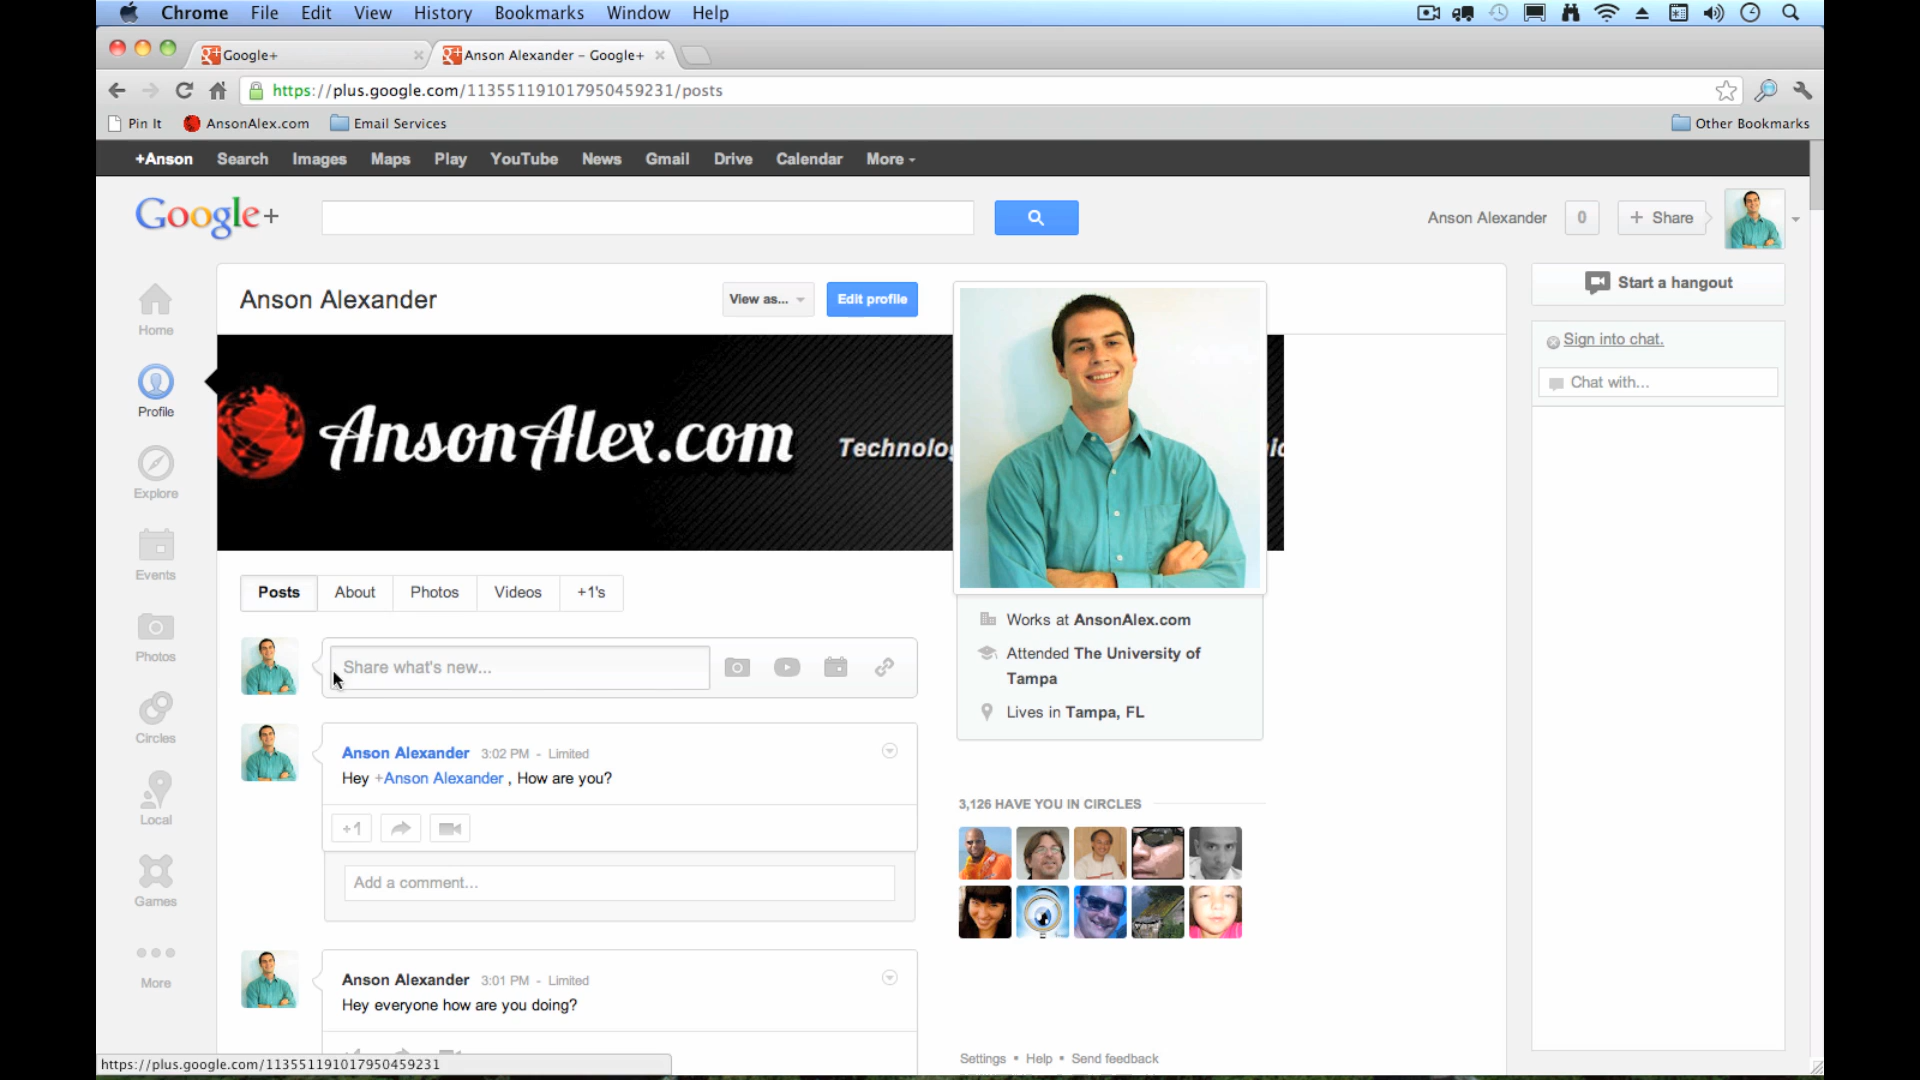 Chrome File Edit View History Bookmarks Window Help
Google+
Anson Alexander – Google+
https://plus.google.com/113551191017950459231/posts
Pin It AnsonAlex.com Email Services Other Bookmarks
+Anson Search Images Maps Play YouTube News Gmail Drive Calendar More
Google+
Anson Alexander 0 + Share
Home
Profile
Explore
Events
Photos
Circles
Local
Games
More
Anson Alexander
View as...
Edit profile
AnsonAlex.com
Posts About Photos Videos +1's
Share what's new...
Anson Alexander 3:02 PM - Limited
Hey +Anson Alexander , How are you?
+1
Add a comment...
Anson Alexander 3:01 PM - Limited
Hey everyone how are you doing?
Works at AnsonAlex.com
Attended The University of
Tampa
Lives in Tampa, FL
3,126 HAVE YOU IN CIRCLES
Settings • Help • Send feedback
Start a hangout
Sign into chat.
Chat with...
https://plus.google.com/113551191017950459231